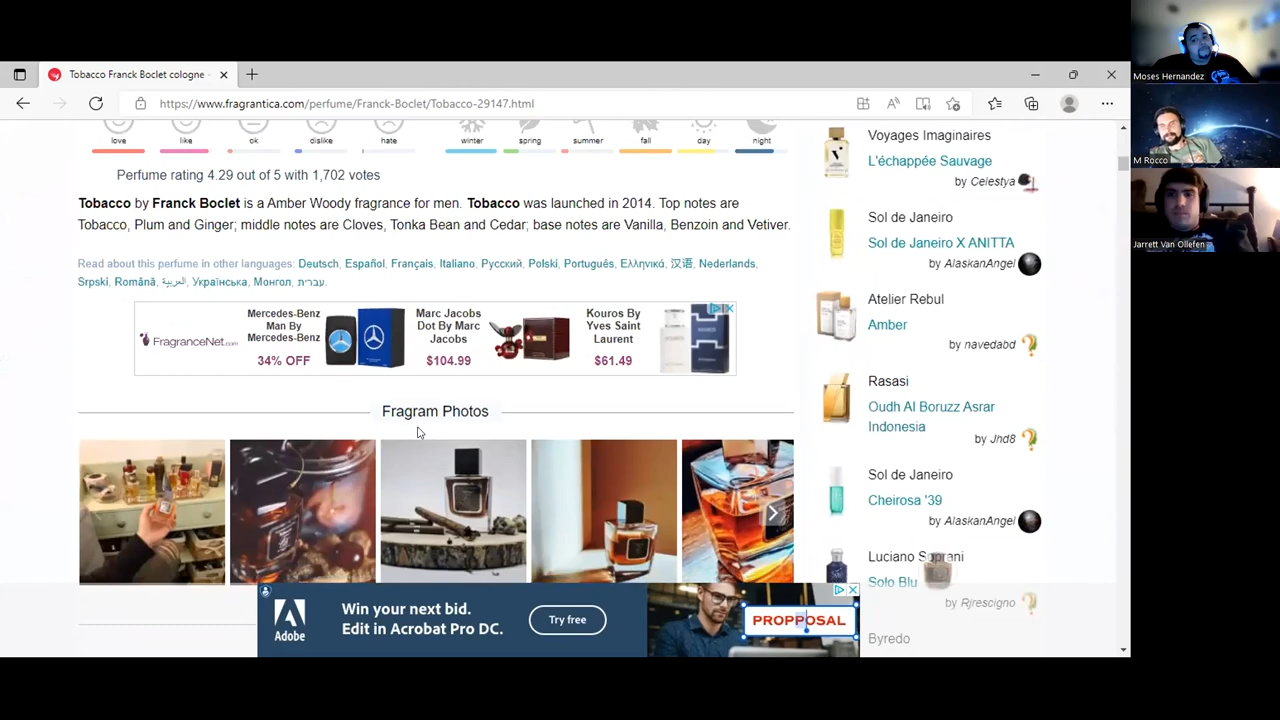 Tobacco Franck Boclet cologne -
https://www.fragrantica.com/perfume/Franck-Boclet/Tobacco-29147.html
love like ok dislike hate winter spring summer fall day night
Perfume rating 4.29 out of 5 with 1,702 votes
Tobacco by Franck Boclet is a Amber Woody fragrance for men. Tobacco was launched in 2014. Top notes are
Tobacco, Plum and Ginger; middle notes are Cloves, Tonka Bean and Cedar; base notes are Vanilla, Benzoin and Vetiver.
Read about this perfume in other languages: Deutsch, Español, Français, Italiano, Русский, Polski, Português, Ελληνικά, 汉语, Nederlands,
Srpski, Română, العربية, Українська, Монгол, עברית.
FragranceNet.com
Mercedes-Benz
Man By
Mercedes-Benz
34% OFF
Marc Jacobs
Dot By Marc
Jacobs
$104.99
Kouros By
Yves Saint
Laurent
$61.49
Fragram Photos
Adobe
Win your next bid.
Edit in Acrobat Pro DC.
Try free
PROPPOSAL
Voyages Imaginaires
L'échappée Sauvage
by Celestya
Sol de Janeiro
Sol de Janeiro X ANITTA
by AlaskanAngel
Atelier Rebul
Amber
by navedabd
Rasasi
Oudh Al Boruzz Asrar
Indonesia
by Jhd8
Sol de Janeiro
Cheirosa '39
by AlaskanAngel
Luciano Soprani
Solo Blu
by Rjrescigno
Byredo
Moses Hernandez
M Rocco
Jarrett Van Ollefen